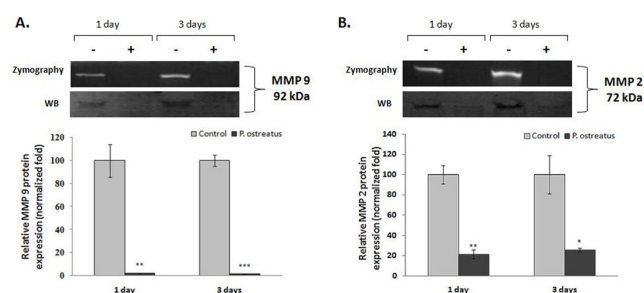 A.
1 day 3 days
- + - +
Zymography
WB
MMP 9
92 kDa
Relative MMP 9 protein
expression (normalized fold)
Control P. ostreatus
120
100
80
60
40
20
0
** ***
1 day 3 days
B.
1 day 3 days
- + - +
Zymography
WB
MMP 2
72 kDa
Relative MMP 2 protein
expression (normalized fold)
Control P. ostreatus
140
120
100
80
60
40
20
0
** *
1 day 3 days